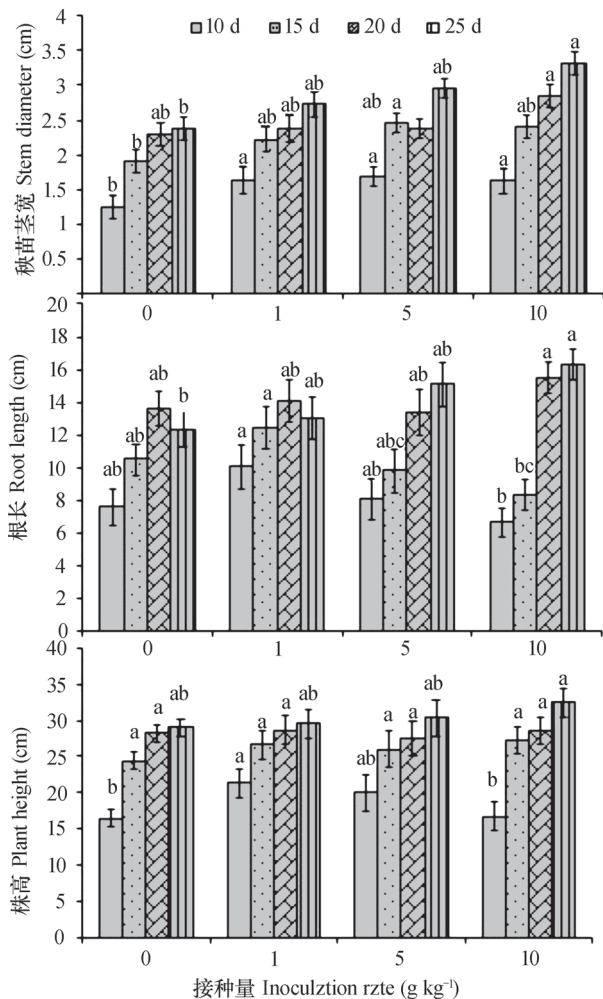 秧苗茎宽 Stem diameter (cm)
4
3.5
3
2.5
2
1.5
1
0.5
10 d 15 d 20 d 25 d
b b ab b
a ab ab ab
a ab a ab
a ab a a
0 1 5 10
根长 Root length (cm)
20
18
16
14
12
10
8
6
4
2
0
ab ab ab b
a a ab ab
ab abc ab ab
b bc a a
0 1 5 10
株高 Plant height (cm)
40
35
30
25
20
15
10
5
0
b a a ab
a a a ab
ab a a ab
b a a a
0 1 5 10
接种量 Inoculztion rzte (g kg⁻¹)